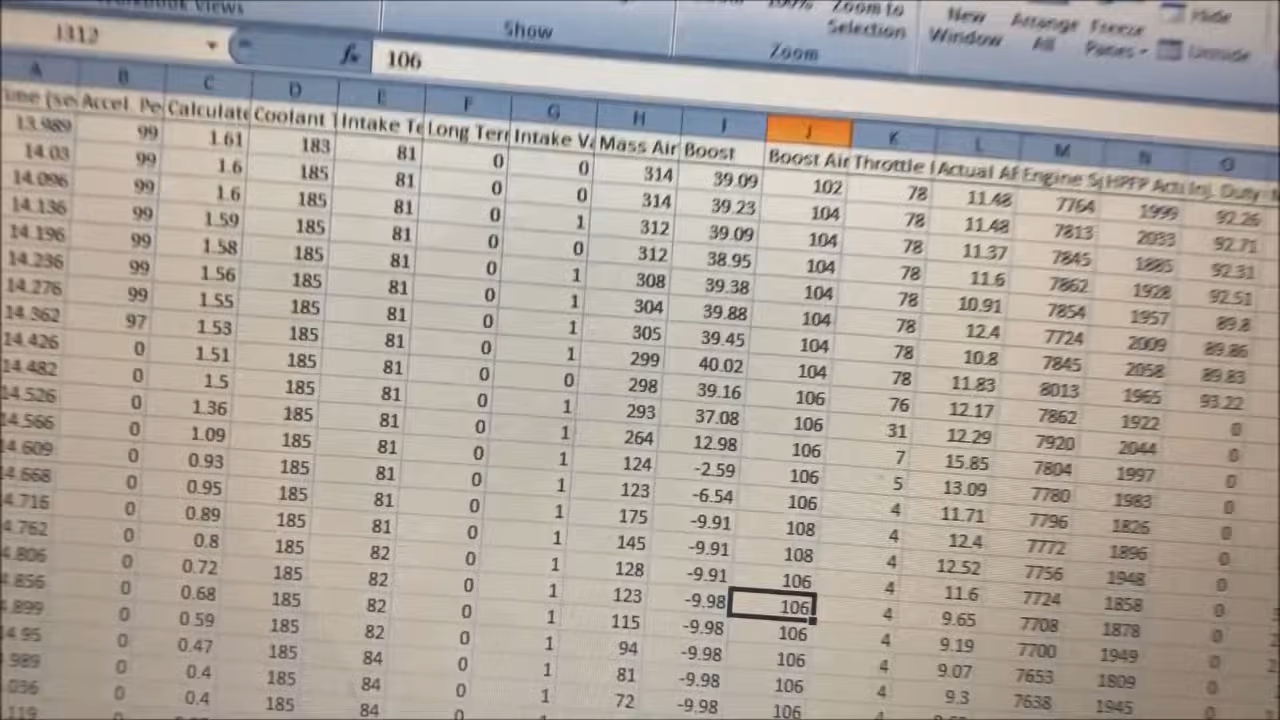 Workbook Views Show 100% Zoom to Selection Zoom New Window Arrange All Freeze Panes Hide Unhide
J312 fx 106
A B C D E F G H I J K L M N O
Time (se Accel. Pe Calculate Coolant T Intake Te Long Terr Intake Va Mass Air Boost Boost Air Throttle Actual AF Engine Sp HPFP Actu Inj. Duty
13.989 99 1.61 183 81 0 0 314 39.09 102 78 11.48 7764 1999 92.26
14.03 99 1.6 185 81 0 0 314 39.23 104 78 11.48 7813 2033 92.71
14.096 99 1.6 185 81 0 1 312 39.09 104 78 11.37 7845 1885 92.31
14.136 99 1.59 185 81 0 0 312 38.95 104 78 11.6 7862 1928 92.51
14.196 99 1.58 185 81 0 1 308 39.38 104 78 10.91 7854 1957 89.8
14.236 99 1.56 185 81 0 1 304 39.88 104 78 12.4 7724 2009 89.86
14.276 99 1.55 185 81 0 1 305 39.45 104 78 10.8 7845 2058 89.83
14.362 97 1.53 185 81 0 1 299 40.02 104 78 11.83 8013 1965 93.22
14.426 0 1.51 185 81 0 0 298 39.16 106 76 12.17 7862 1922 0
14.482 0 1.5 185 81 0 1 293 37.08 106 31 12.29 7920 2044 0
14.526 0 1.36 185 81 0 1 264 12.98 106 7 15.85 7804 1997 0
14.566 0 1.09 185 81 0 1 124 -2.59 106 5 13.09 7780 1983 0
14.609 0 0.93 185 81 0 1 123 -6.54 106 4 11.71 7796 1826 0
14.668 0 0.95 185 81 0 1 175 -9.91 108 4 12.4 7772 1896 0
4.716 0 0.89 185 81 0 1 145 -9.91 108 4 12.52 7756 1948 0
4.762 0 0.8 185 82 0 1 128 -9.91 106 4 11.6 7724 1858 0
4.806 0 0.72 185 82 0 1 123 -9.98 106 4 9.65 7708 1878 0
4.856 0 0.68 185 82 0 1 115 -9.98 106 4 9.19 7700 1949 0
4.899 0 0.59 185 82 0 1 94 -9.98 106 4 9.07 7653 1809 0
4.95 0 0.47 185 84 0 1 81 -9.98 106 4 9.3 7638 1945 0
.989 0 0.4 185 84 0 1 72 -9.98 106
.036 0 0.4 185 84 0
.119